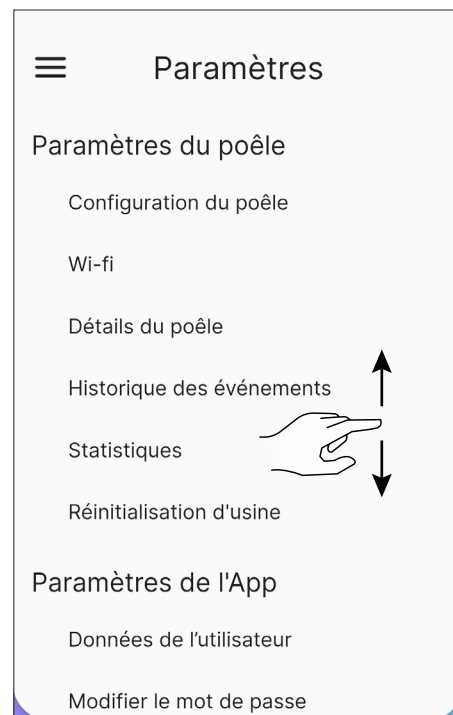 Paramètres
Paramètres du poêle
Configuration du poêle
Wi-fi
Détails du poêle
Historique des événements
Statistiques
Réinitialisation d'usine
Paramètres de l'App
Données de l’utilisateur
Modifier le mot de passe